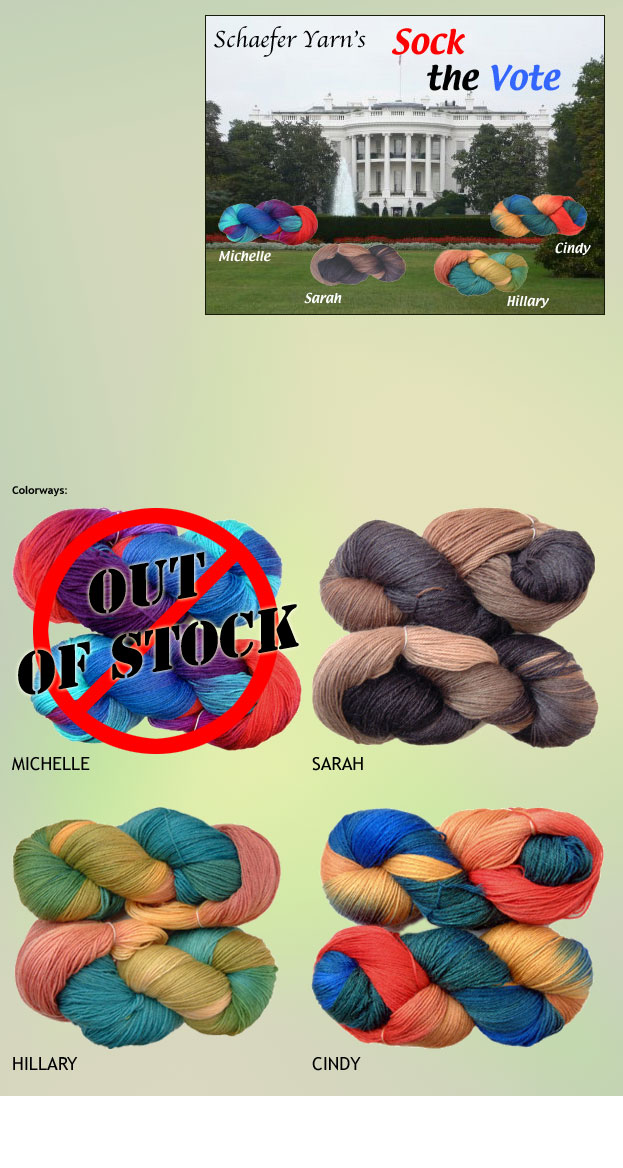 Schaefer Yarn's
Sock
the Vote
Michelle
Sarah
Hillary
Cindy
Colorways:
OUT
OF STOCK
MICHELLE
SARAH
HILLARY
CINDY